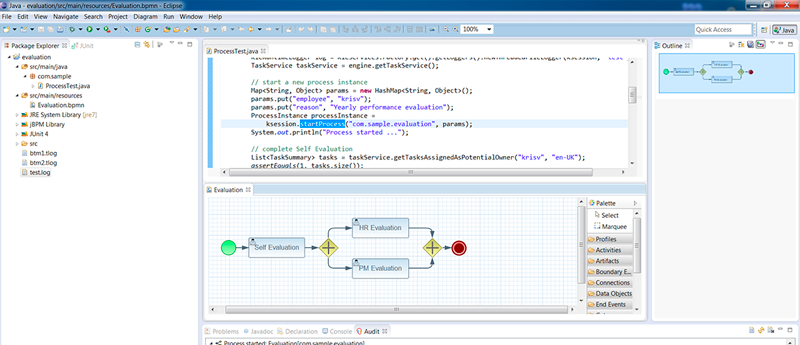 Java - evaluation/src/main/resources/Evaluation.bpmn - Eclipse
File Edit Navigate Search Project Diagram Run Window Help
100%
Quick Access
Java
Package Explorer
JUnit
evaluation
src/main/java
com.sample
ProcessTest.java
src/main/resources
Evaluation.bpmn
JRE System Library [jre7]
jBPM Library
JUnit 4
src
btm1.tlog
btm2.tlog
test.log
ProcessTest.java
TaskService taskService = engine.getTaskService();
// start a new process instance
Map<String, Object> params = new HashMap<String, Object>();
params.put("employee", "krisv");
params.put("reason", "Yearly performance evaluation");
ProcessInstance processInstance =
ksession.startProcess("com.sample.evaluation", params);
System.out.println("Process started ...");
// complete Self Evaluation
List<TaskSummary> tasks = taskService.getTasksAssignedAsPotentialOwner("krisv", "en-UK");
assertEquals(1, tasks.size());
Evaluation
Self Evaluation
HR Evaluation
PM Evaluation
Palette
Select
Marquee
Profiles
Activities
Artifacts
Boundary E...
Connections
Data Objects
End Events
Outline
Problems
Javadoc
Declaration
Console
Audit
Process started: Evaluation[com.sample.evaluation]